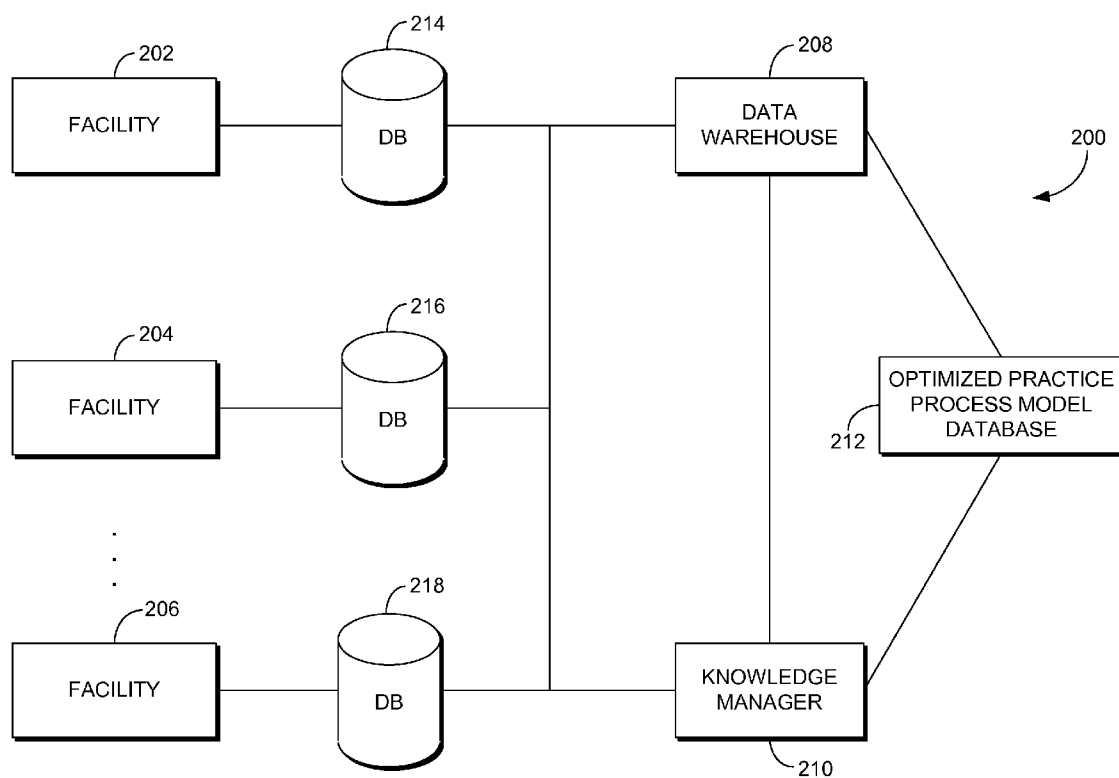 202
FACILITY
214
DB
208
DATA
WAREHOUSE
200
204
FACILITY
216
DB
OPTIMIZED PRACTICE
PROCESS MODEL
DATABASE
212
206
FACILITY
218
DB
KNOWLEDGE
MANAGER
210